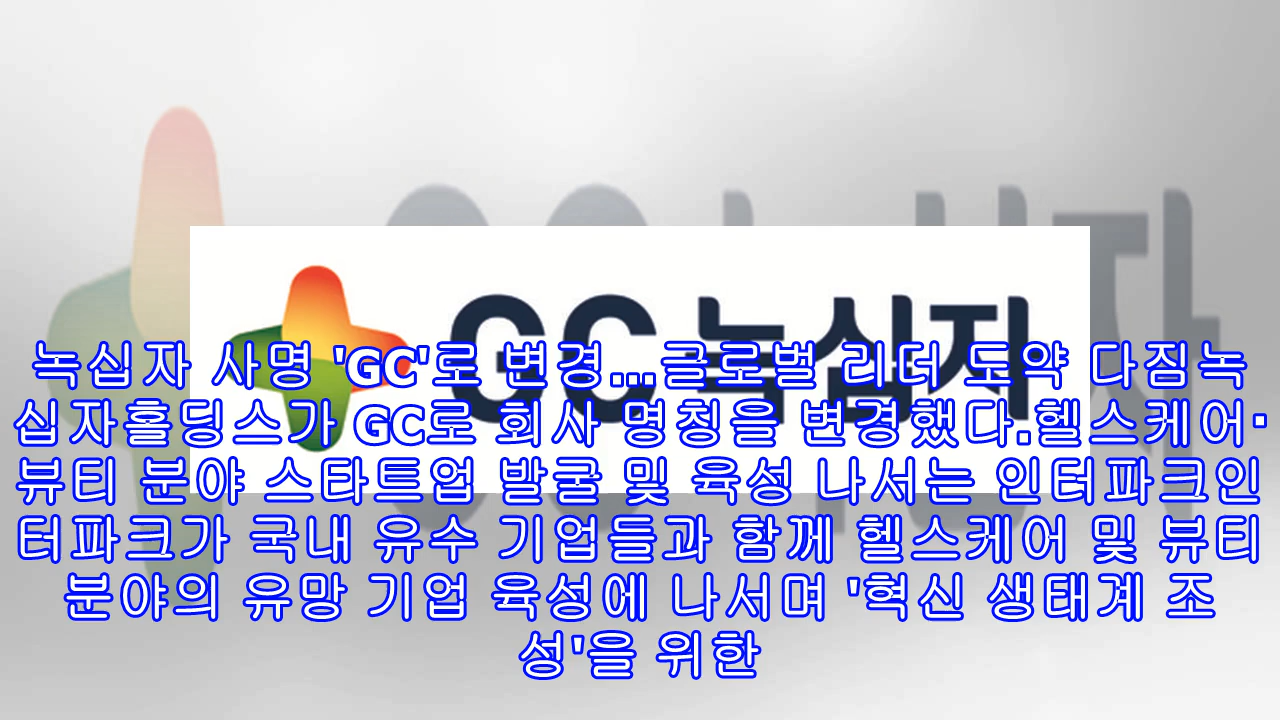 GC 녹십자
녹십자 사명 'GC'로 변경...글로벌 리더 도약 다짐녹
십자홀딩스가 GC로 회사 명칭을 변경했다.헬스케어·
뷰티 분야 스타트업 발굴 및 육성 나서는 인터파크인
터파크가 국내 유수 기업들과 함께 헬스케어 및 뷰티
분야의 유망 기업 육성에 나서며 '혁신 생태계 조
성'을 위한